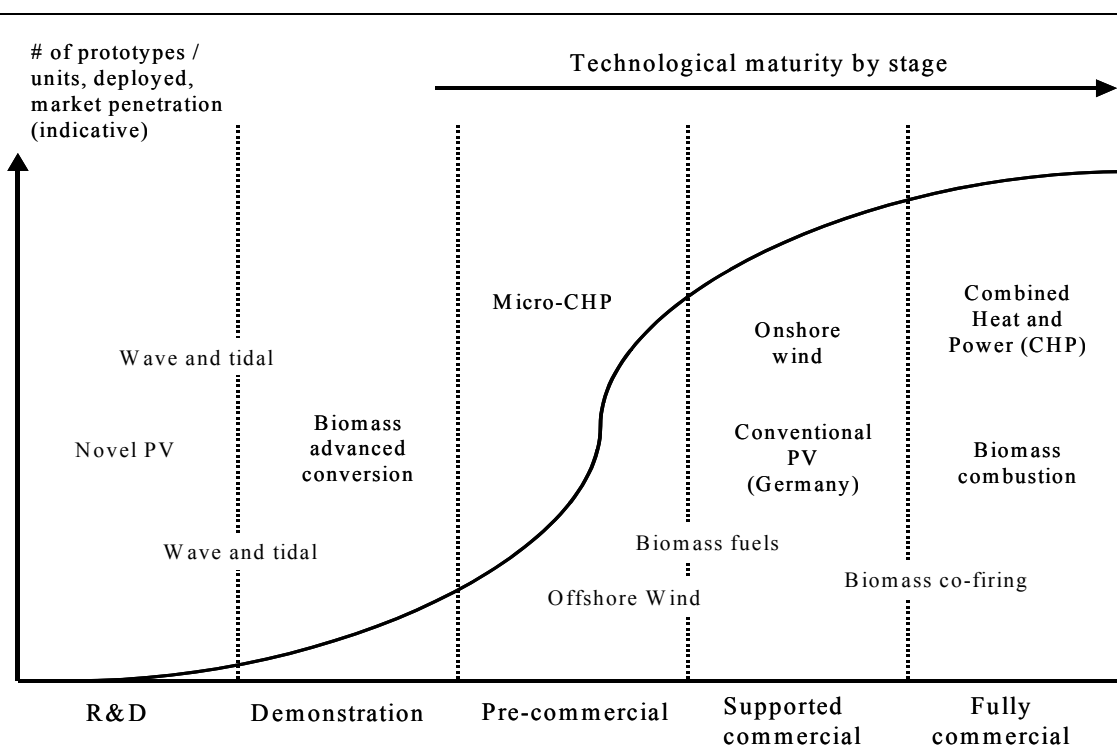 # of prototypes /
units, deployed,
market penetration
(indicative)
Technological maturity by stage
Micro-CHP
Combined
Heat and
Power (CHP)
Onshore
wind
Wave and tidal
Biomass
advanced
conversion
Novel PV
Conventional
PV
(Germany)
Biomass
combustion
Wave and tidal
Biomass fuels
Biomass co-firing
Offshore Wind
R&D
Demonstration
Pre-commercial
Supported
commercial
Fully
commercial